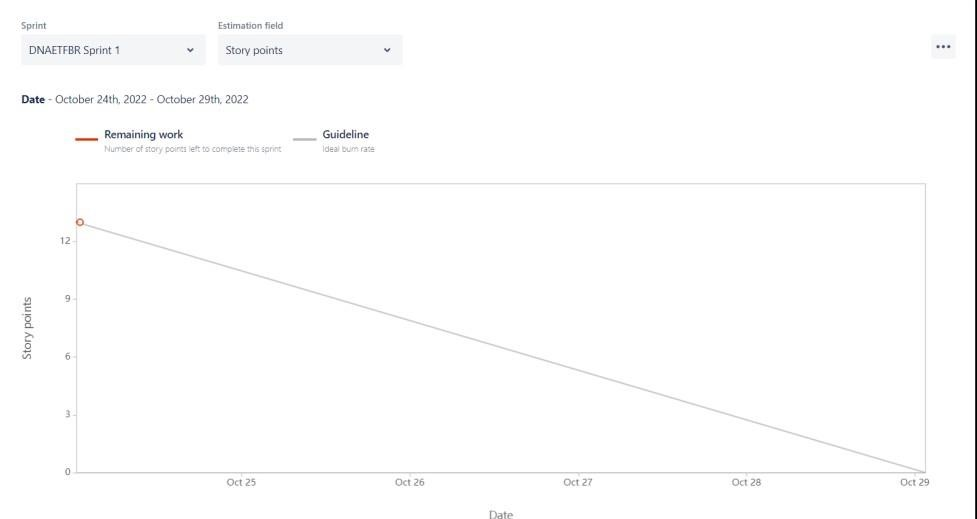 Sprint
Estimation field
DNAETFBR Sprint 1
Story points
Date - October 24th, 2022 - October 29th, 2022
Remaining work
Number of story points left to complete this sprint
Guideline
Ideal burn rate
12
9
6
3
0
Story points
Oct 25
Oct 26
Oct 27
Oct 28
Oct 29
Date